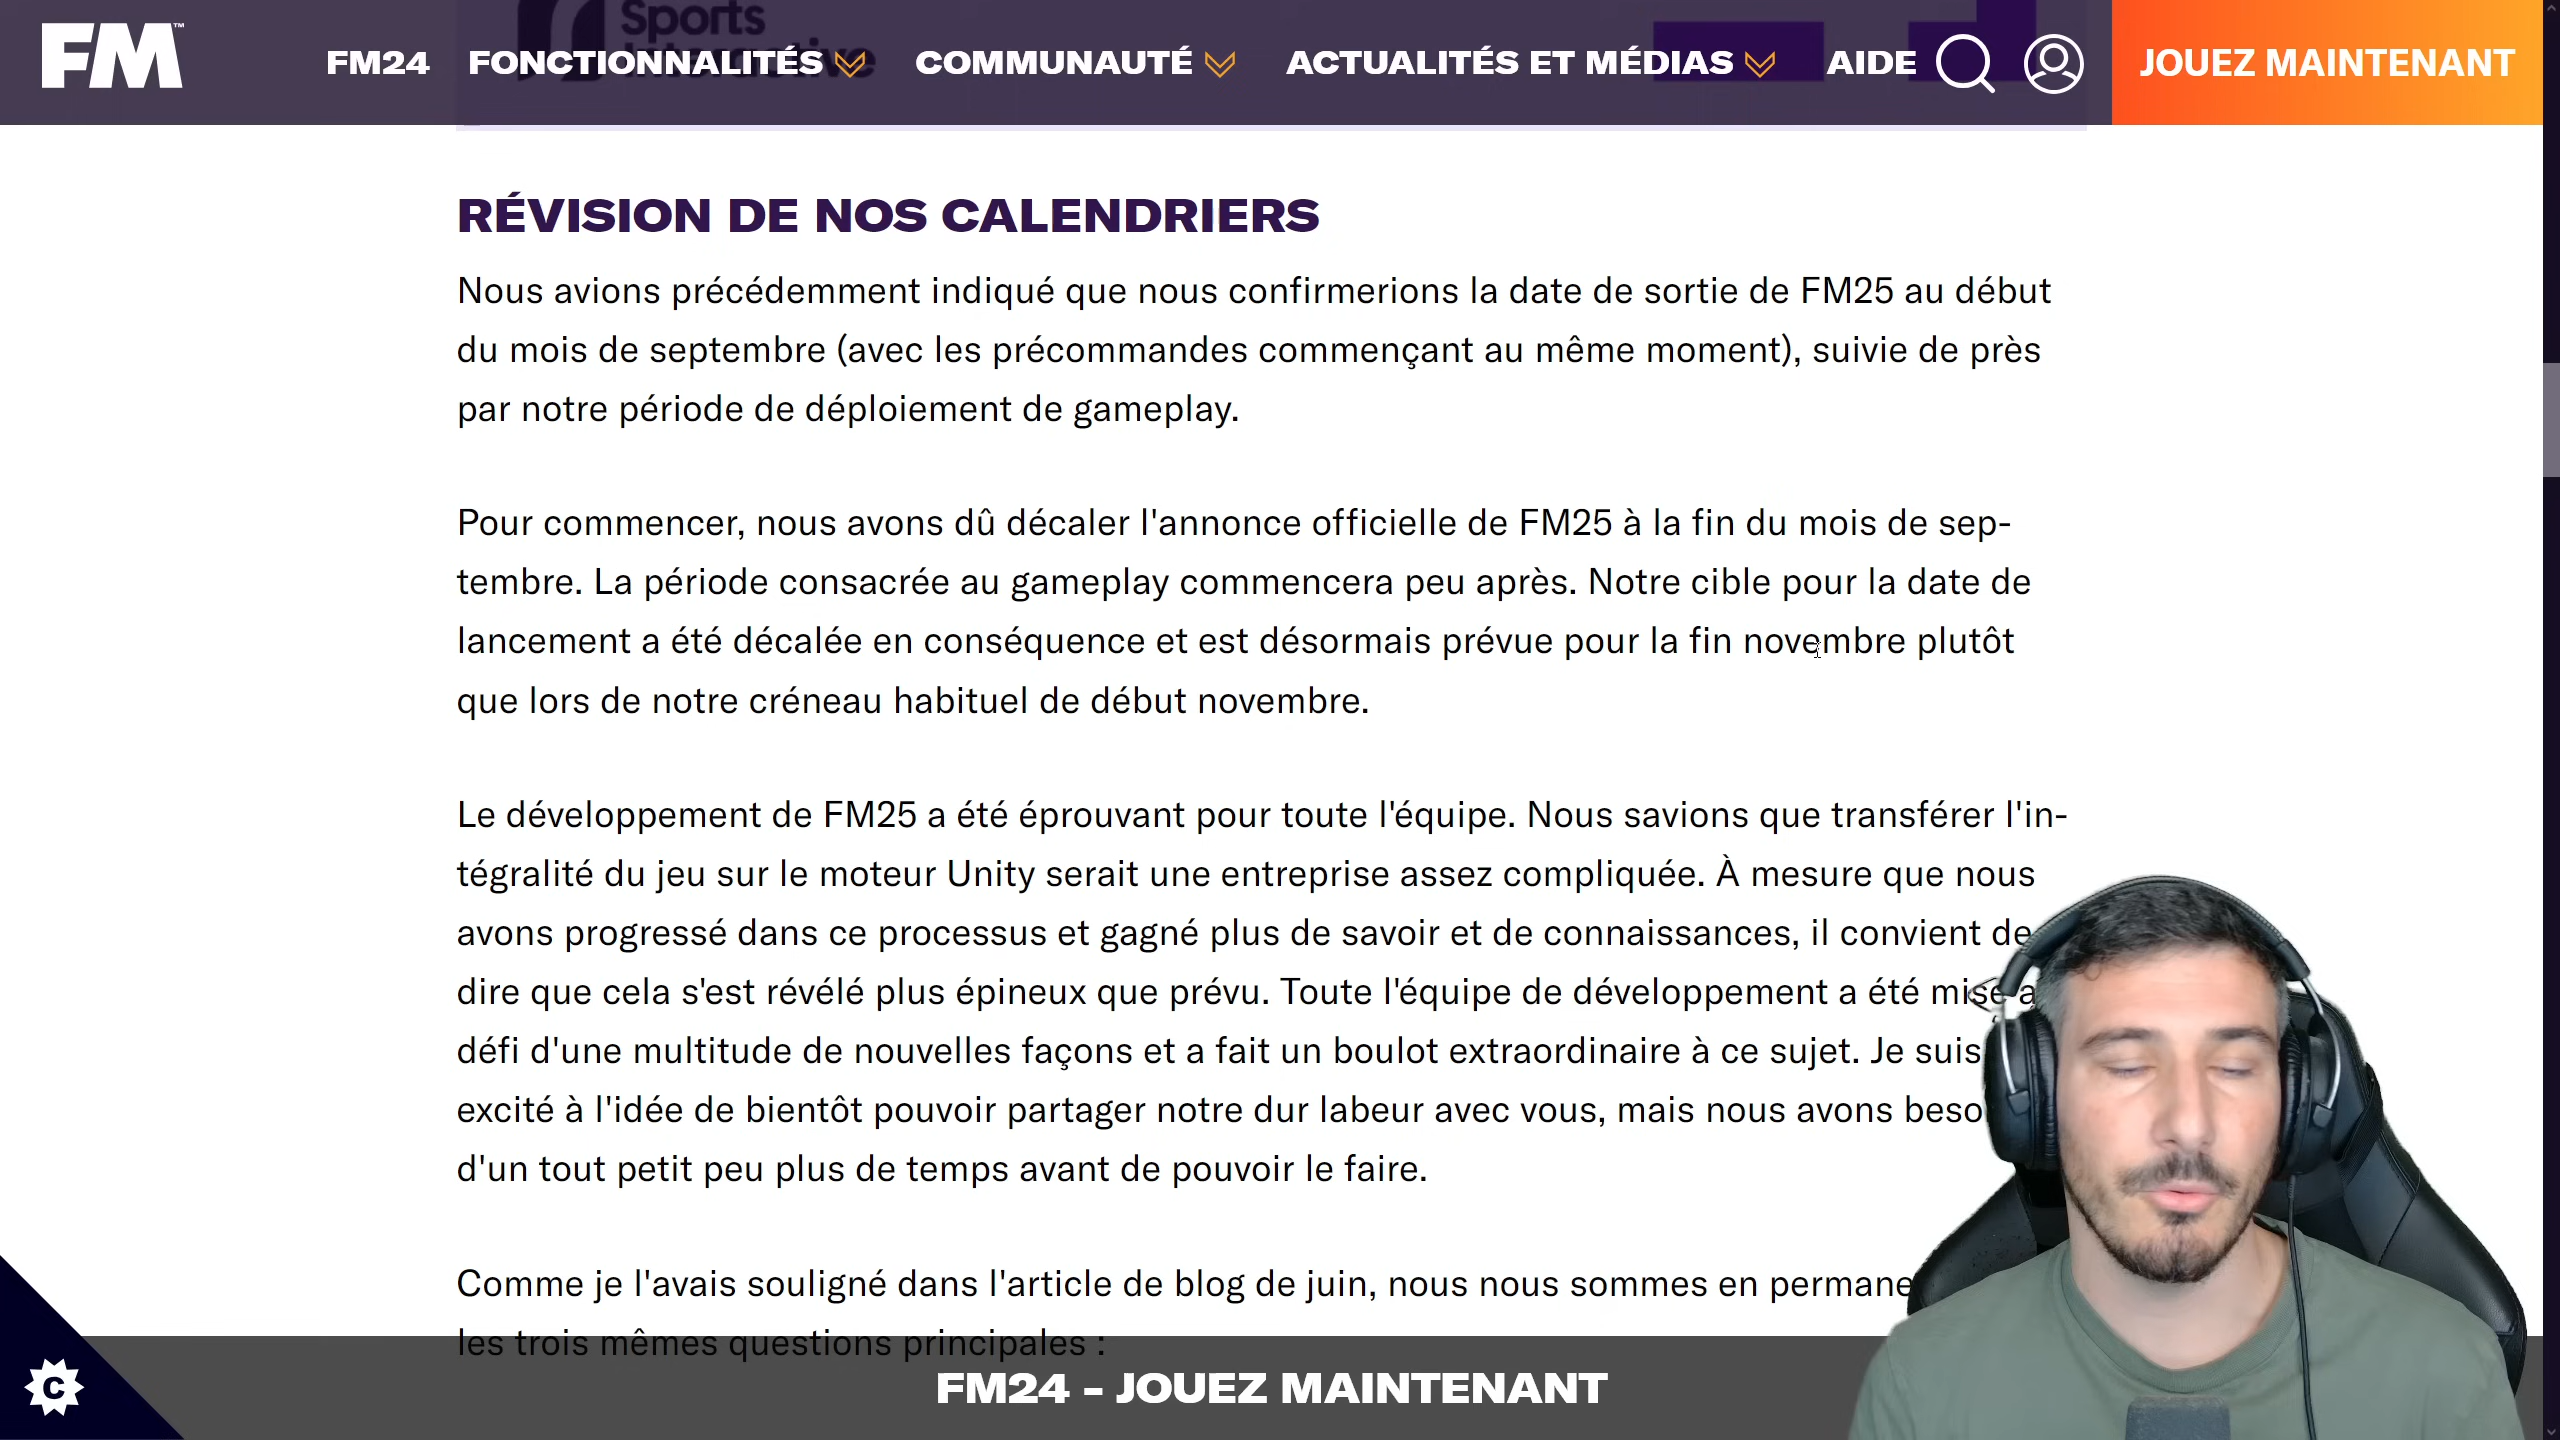 FM™
FM24 FONCTIONNALITÉS COMMUNAUTÉ ACTUALITÉS ET MÉDIAS AIDE JOUEZ MAINTENANT
Sports
Interactive
RÉVISION DE NOS CALENDRIERS
Nous avions précédemment indiqué que nous confirmerions la date de sortie de FM25 au début
du mois de septembre (avec les précommandes commençant au même moment), suivie de près
par notre période de déploiement de gameplay.
Pour commencer, nous avons dû décaler l'annonce officielle de FM25 à la fin du mois de sep-
tembre. La période consacrée au gameplay commencera peu après. Notre cible pour la date de
lancement a été décalée en conséquence et est désormais prévue pour la fin novembre plutôt
que lors de notre créneau habituel de début novembre.
Le développement de FM25 a été éprouvant pour toute l'équipe. Nous savions que transférer l'in-
tégralité du jeu sur le moteur Unity serait une entreprise assez compliquée. À mesure que nous
avons progressé dans ce processus et gagné plus de savoir et de connaissances, il convient de
dire que cela s'est révélé plus épineux que prévu. Toute l'équipe de développement a été mise a
défi d'une multitude de nouvelles façons et a fait un boulot extraordinaire à ce sujet. Je suis
excité à l'idée de bientôt pouvoir partager notre dur labeur avec vous, mais nous avons beso
d'un tout petit peu plus de temps avant de pouvoir le faire.
Comme je l'avais souligné dans l'article de blog de juin, nous nous sommes en permane
les trois mêmes questions principales :
C
FM24 - JOUEZ MAINTENANT